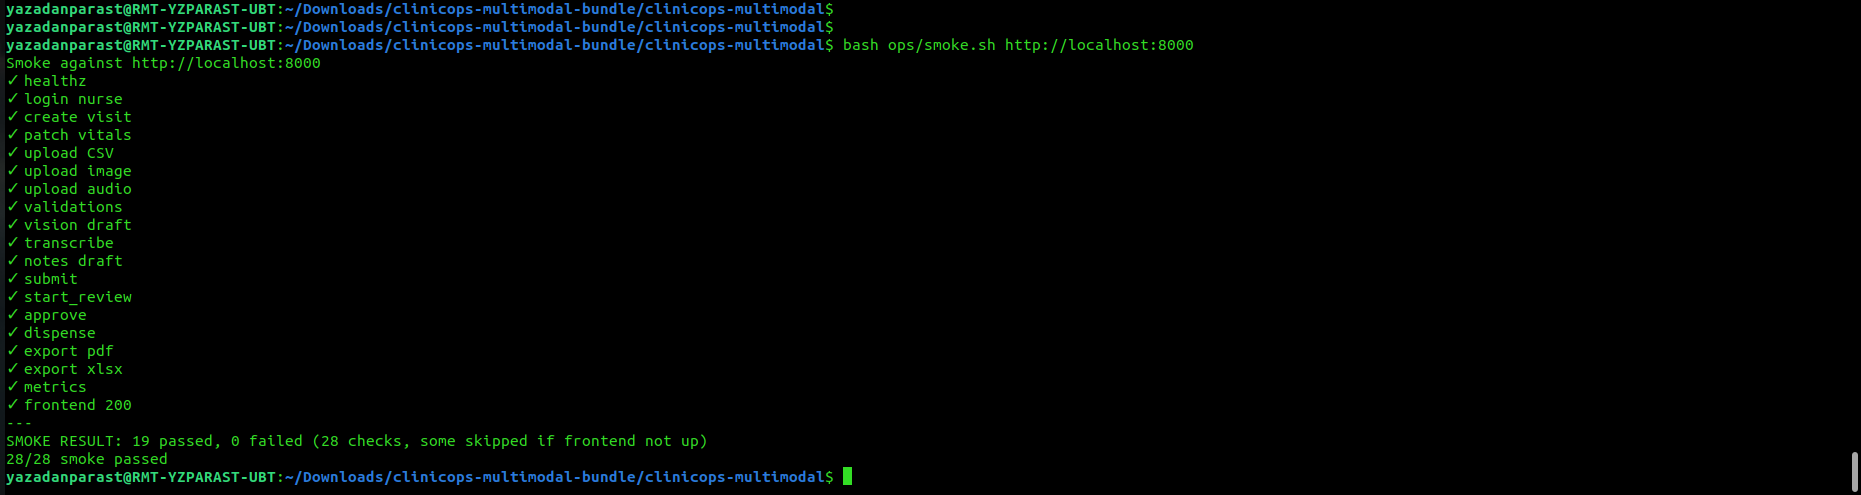 yazadanparast@RMT-YZPARAST-UBT:~/Downloads/clinicops-multimodal-bundle/clinicops-multimodal$
yazadanparast@RMT-YZPARAST-UBT:~/Downloads/clinicops-multimodal-bundle/clinicops-multimodal$
yazadanparast@RMT-YZPARAST-UBT:~/Downloads/clinicops-multimodal-bundle/clinicops-multimodal$ bash ops/smoke.sh http://localhost:8000
Smoke against http://localhost:8000
✓ healthz
✓ login nurse
✓ create visit
✓ patch vitals
✓ upload CSV
✓ upload image
✓ upload audio
✓ validations
✓ vision draft
✓ transcribe
✓ notes draft
✓ submit
✓ start_review
✓ approve
✓ dispense
✓ export pdf
✓ export xlsx
✓ metrics
✓ frontend 200
---
SMOKE RESULT: 19 passed, 0 failed (28 checks, some skipped if frontend not up)
28/28 smoke passed
yazadanparast@RMT-YZPARAST-UBT:~/Downloads/clinicops-multimodal-bundle/clinicops-multimodal$